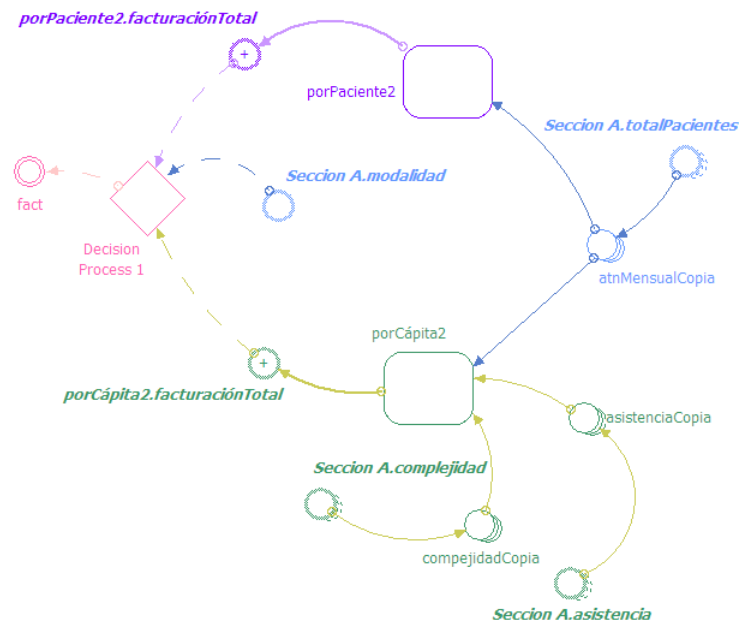 porPaciente2.facturaciónTotal
+
porPaciente2
Seccion A.totalPacientes
Seccion A.modalidad
fact
Decision
Process 1
atnMensualCopia
porCápita2
+
porCápita2.facturaciónTotal
asistenciaCopia
Seccion A.complejidad
compejidadCopia
Seccion A.asistencia